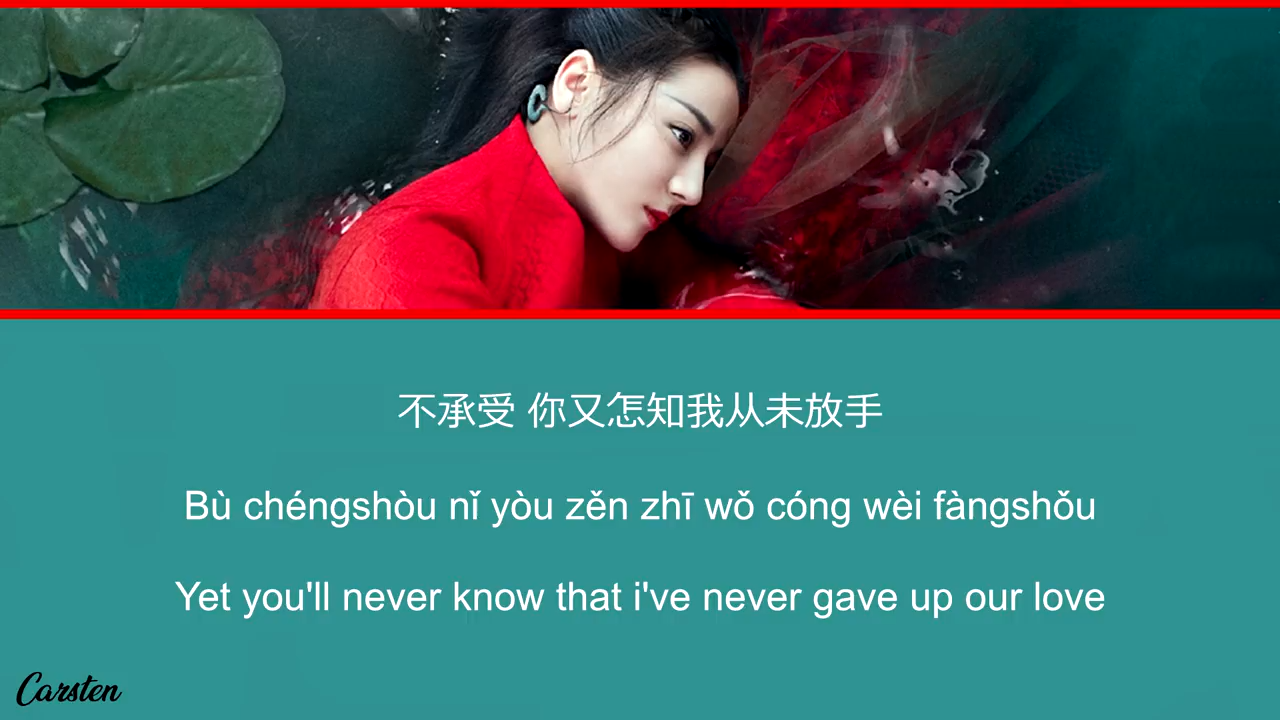 不承受 你又怎知我从未放手
Bù chéngshòu nǐ yòu zěn zhī wǒ cóng wèi fàngshǒu
Yet you'll never know that i've never gave up our love
Carsten